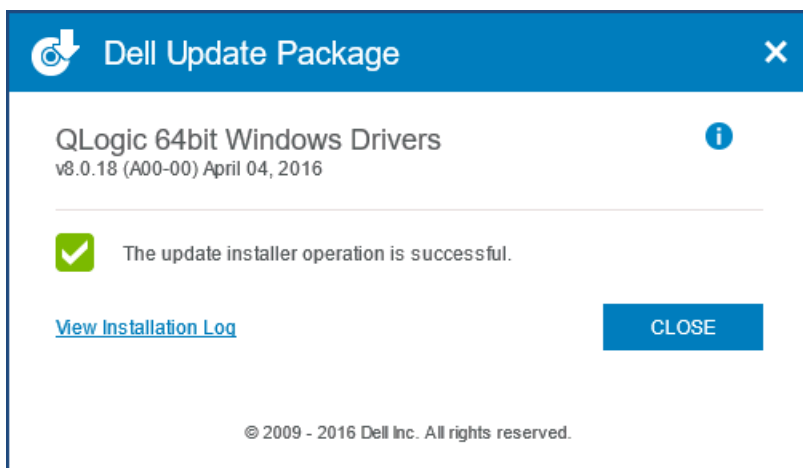 Dell Update Package
QLogic 64bit Windows Drivers
v8.0.18 (A00-00) April 04, 2016
The update installer operation is successful.
View Installation Log
CLOSE
© 2009 - 2016 Dell Inc. All rights reserved.